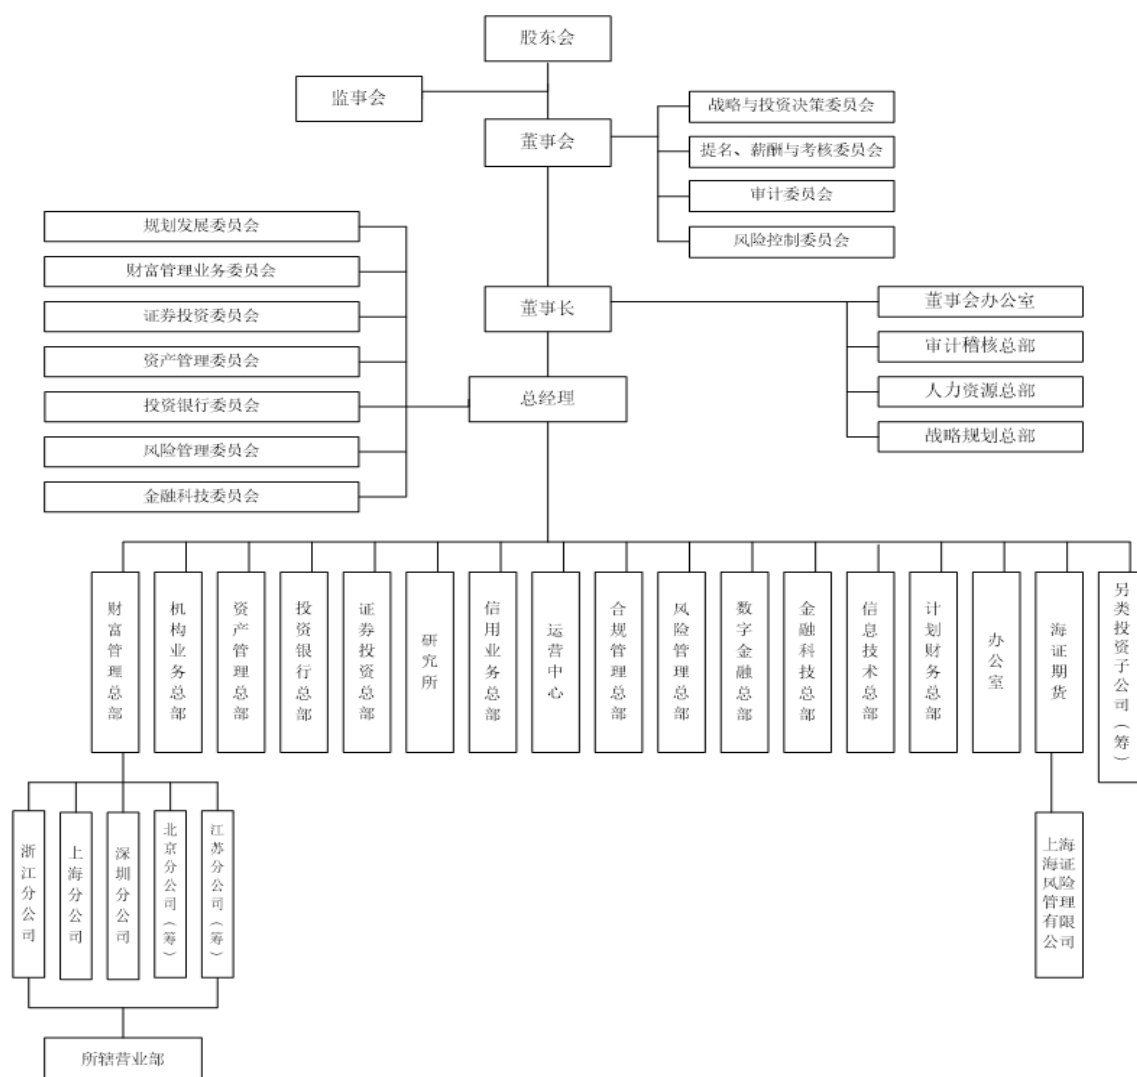 股东会
监事会
董事会
战略与投资决策委员会
提名、薪酬与考核委员会
审计委员会
风险控制委员会
规划发展委员会
财富管理业务委员会
证券投资委员会
资产管理委员会
投资银行委员会
风险管理委员会
金融科技委员会
董事长
董事会办公室
审计稽核总部
人力资源总部
战略规划总部
总经理
财富管理总部
机构业务总部
资产管理总部
投资银行总部
证券投资总部
研究所
信用业务总部
运营中心
合规管理总部
风险管理总部
数字金融总部
金融科技总部
信息技术总部
计划财务总部
办公室
海证期货
另类投资子公司（筹）
浙江分公司
上海分公司
深圳分公司
北京分公司（筹）
江苏分公司（筹）
上海
海证
风险
管理
有限
公司
所辖营业部